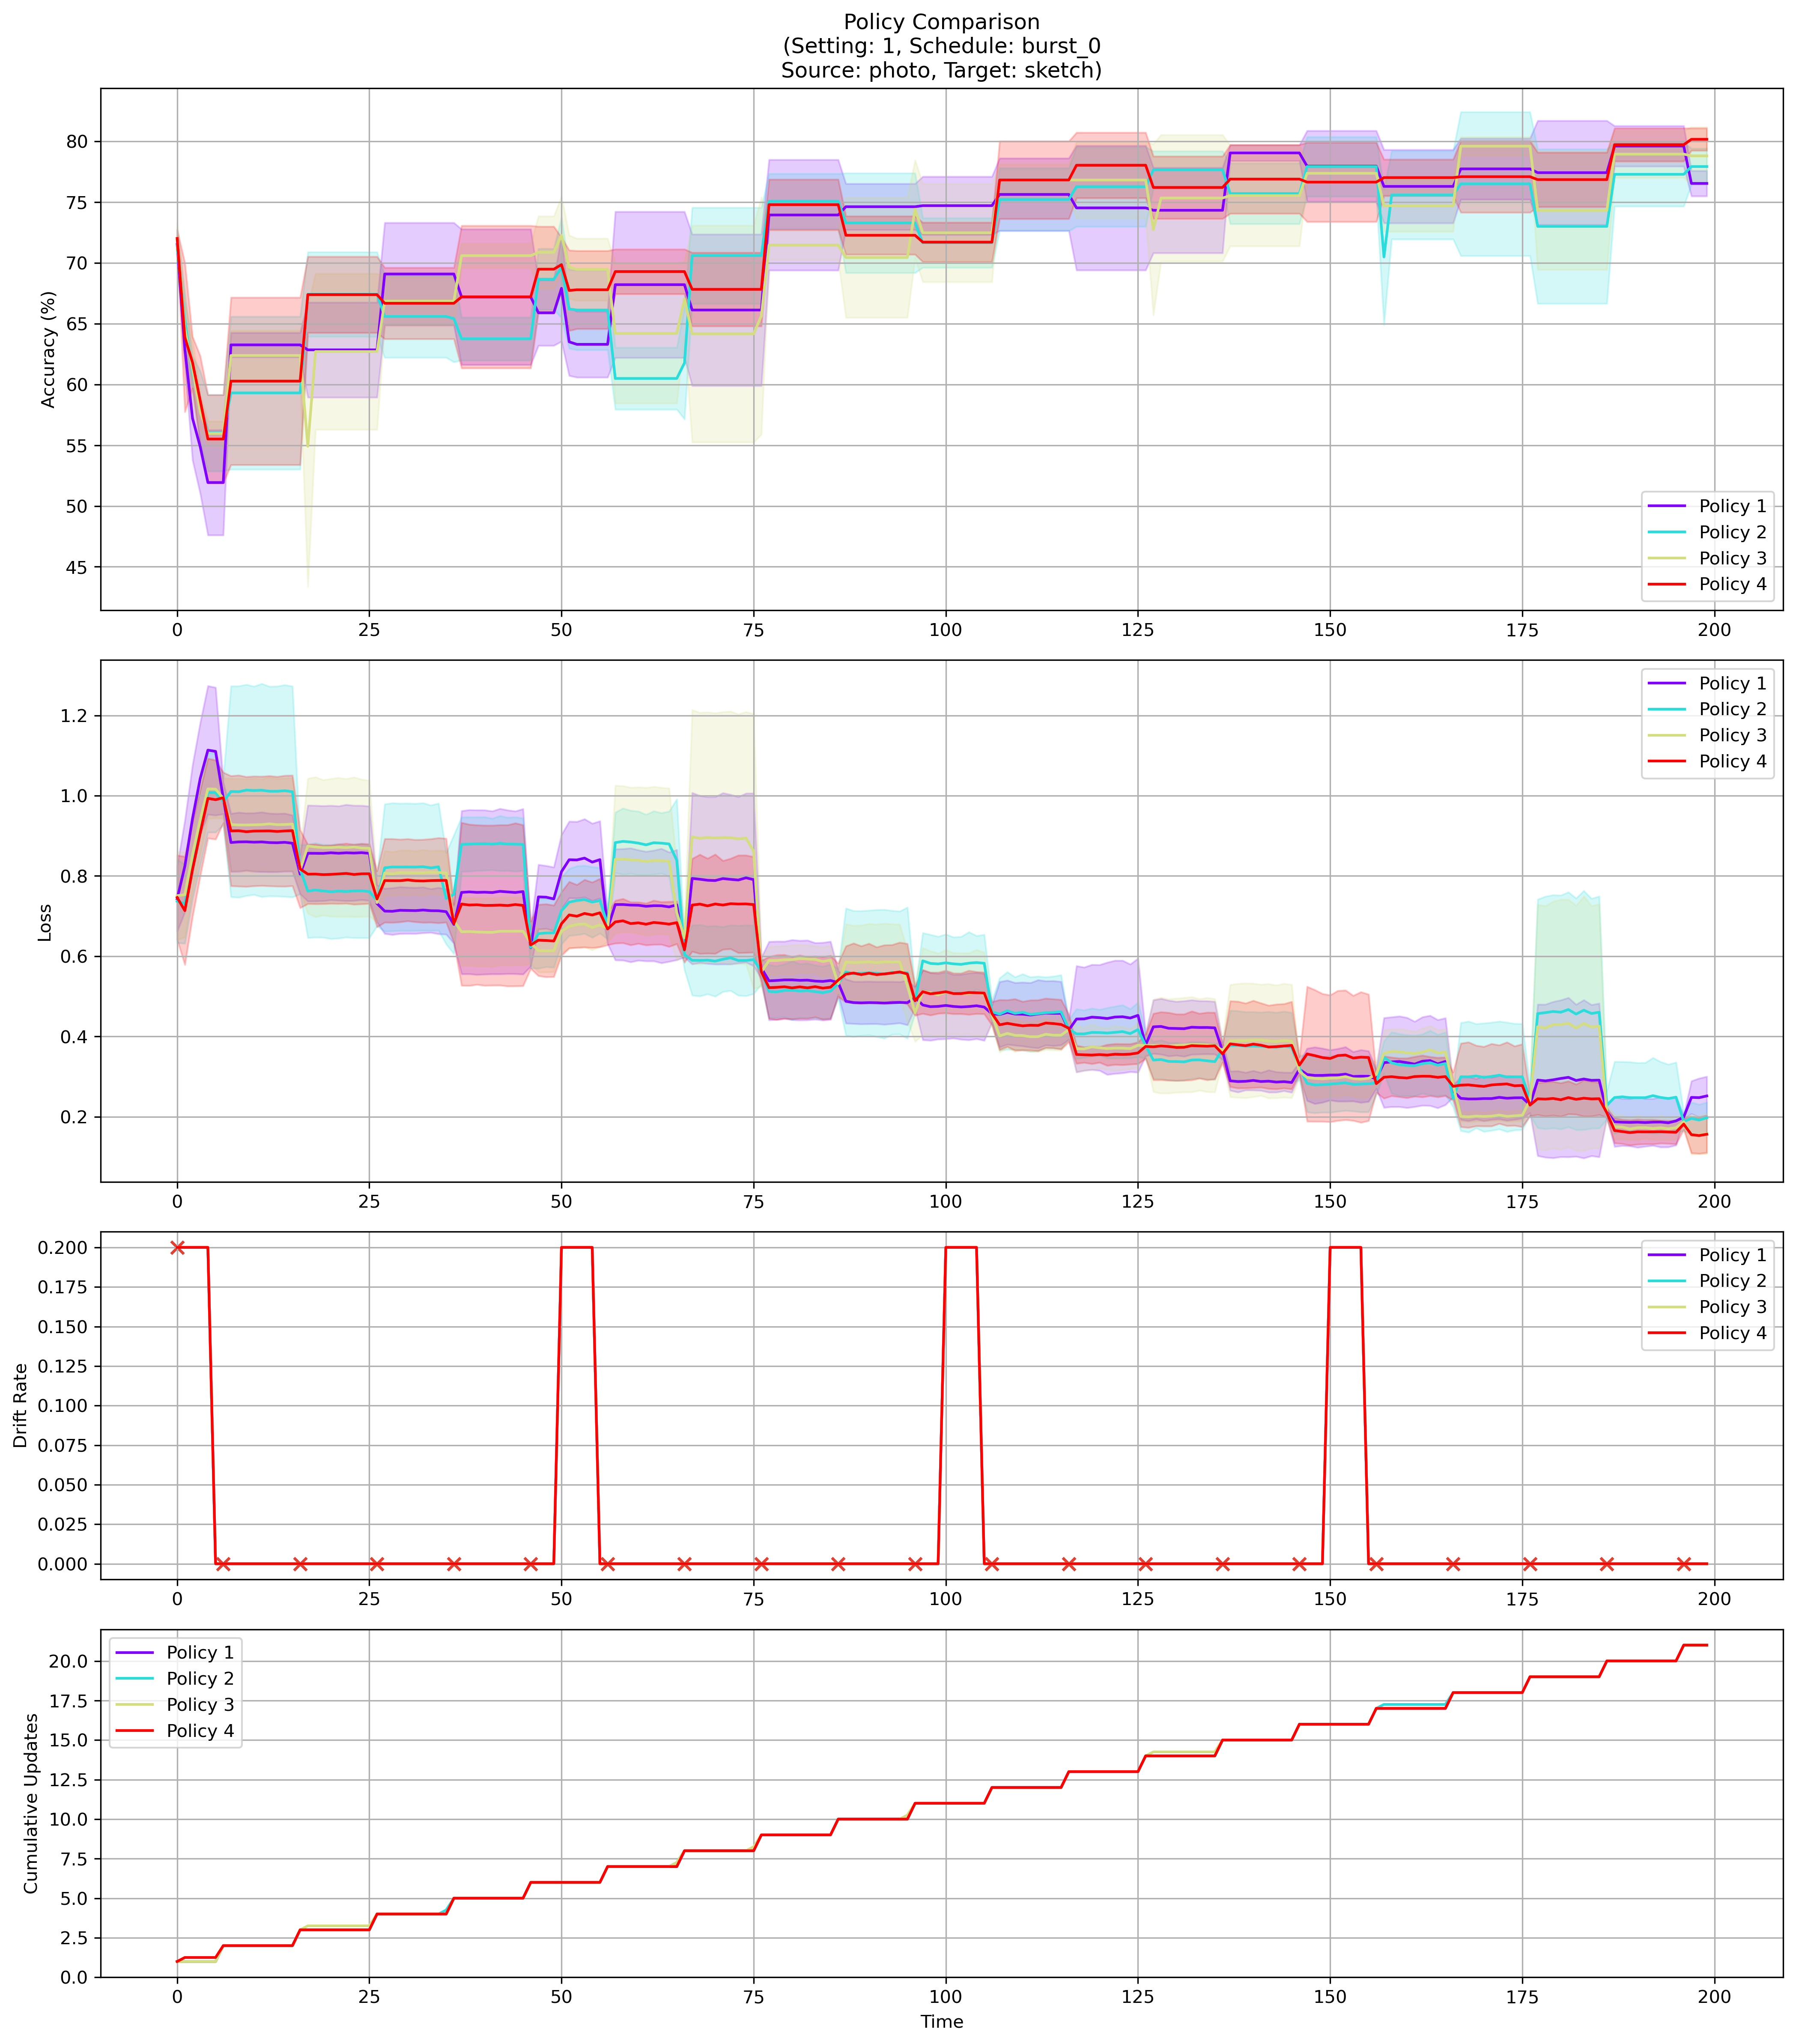 Policy Comparison
(Setting: 1, Schedule: burst_0
Source: photo, Target: sketch)
Accuracy (%)
80
75
70
65
60
55
50
45
0 25 50 75 100 125 150 175 200
Policy 1
Policy 2
Policy 3
Policy 4
Loss
1.2
1.0
0.8
0.6
0.4
0.2
0 25 50 75 100 125 150 175 200
Policy 1
Policy 2
Policy 3
Policy 4
Drift Rate
0.200
0.175
0.150
0.125
0.100
0.075
0.050
0.025
0.000
0 25 50 75 100 125 150 175 200
Policy 1
Policy 2
Policy 3
Policy 4
Cumulative Updates
20.0
17.5
15.0
12.5
10.0
7.5
5.0
2.5
0.0
0 25 50 75 100 125 150 175 200
Policy 1
Policy 2
Policy 3
Policy 4
Time